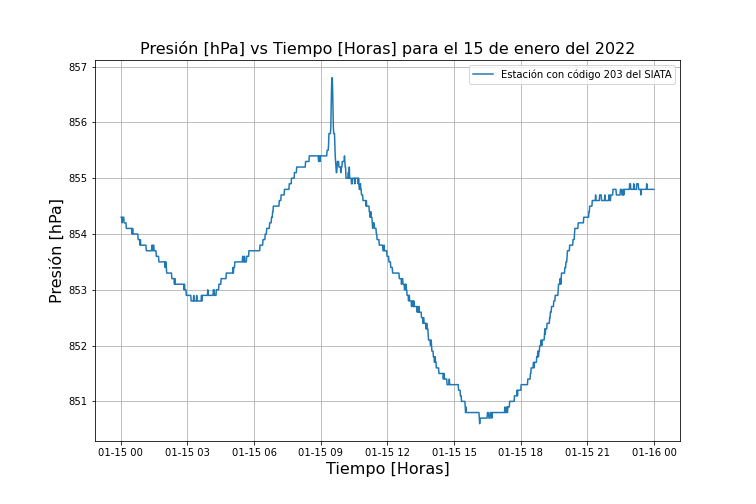 Presión [hPa] vs Tiempo [Horas] para el 15 de enero del 2022
Estación con código 203 del SIATA
Presión [hPa]
857
856
855
854
853
852
851
01-15 00 01-15 03 01-15 06 01-15 09 01-15 12 01-15 15 01-15 18 01-15 21 01-16 00
Tiempo [Horas]